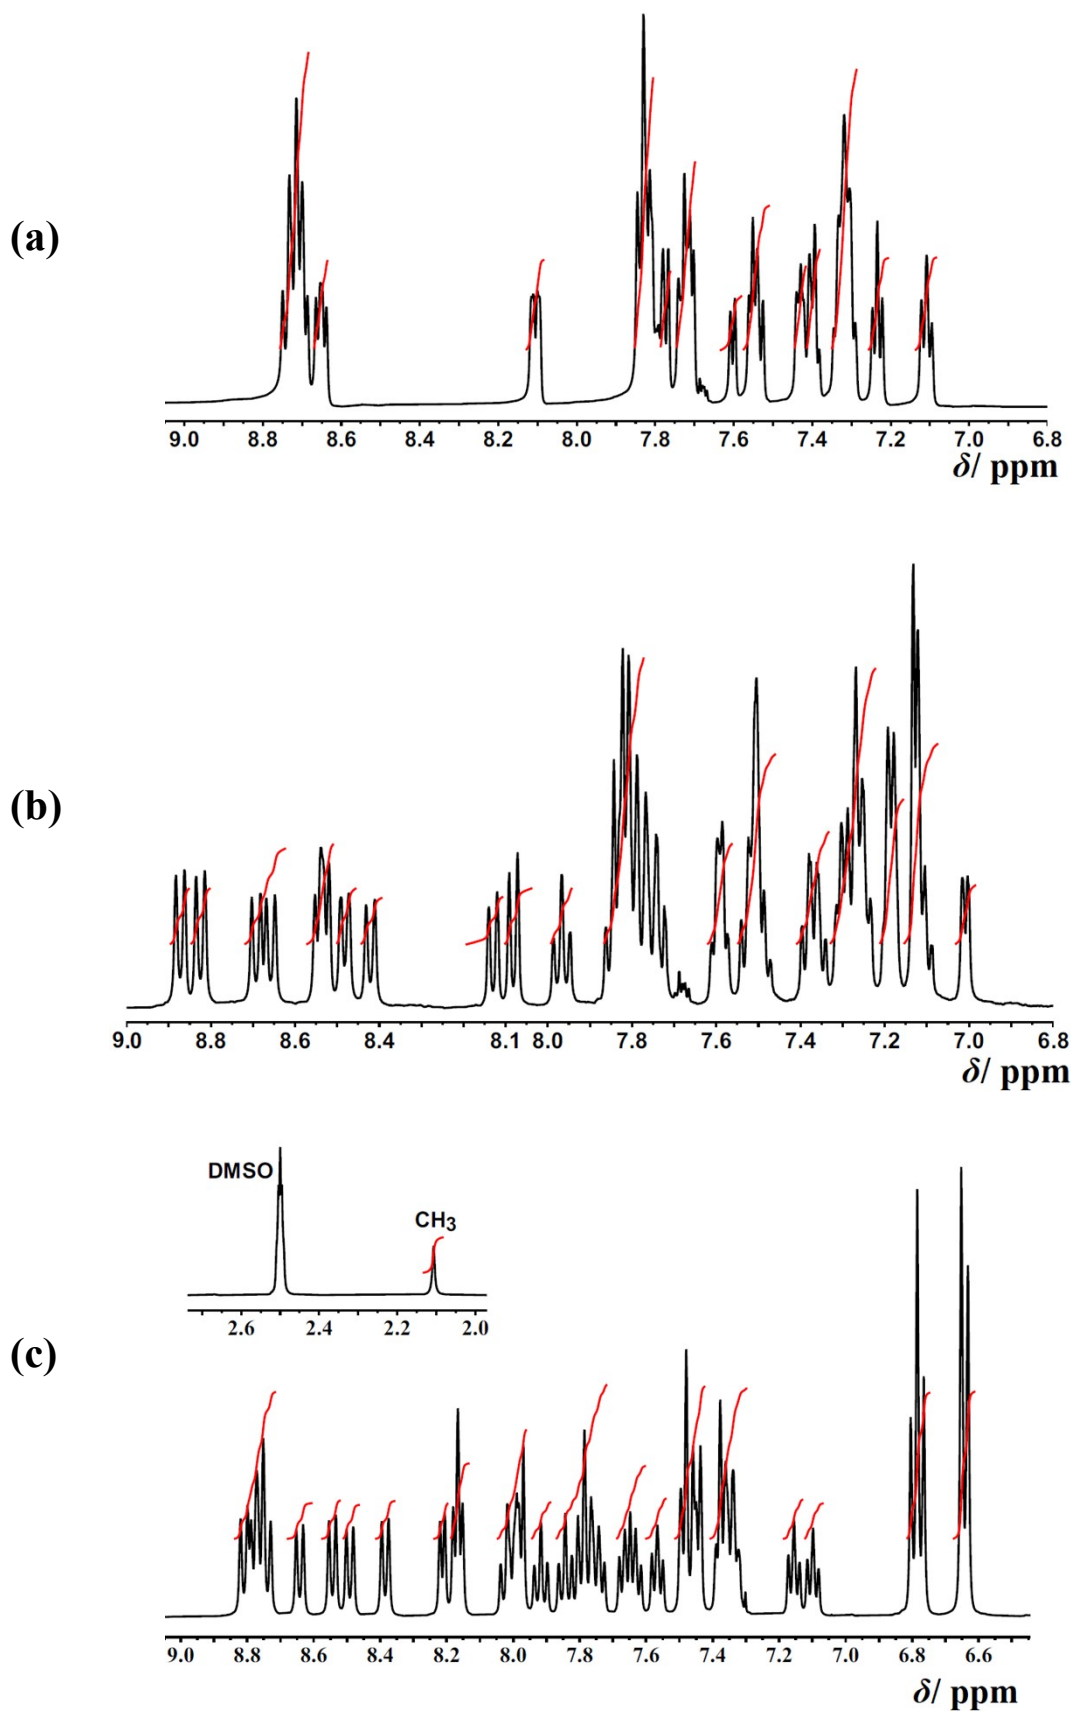 (a)
9.0 8.8 8.6 8.4 8.2 8.0 7.8 7.6 7.4 7.2 7.0 6.8
δ/ ppm
(b)
9.0 8.8 8.6 8.4 8.1 8.0 7.8 7.6 7.4 7.2 7.0 6.8
δ/ ppm
DMSO
CH3
2.6 2.4 2.2 2.0
(c)
9.0 8.8 8.6 8.4 8.2 8.0 7.8 7.6 7.4 7.2 7.0 6.8 6.6
δ/ ppm